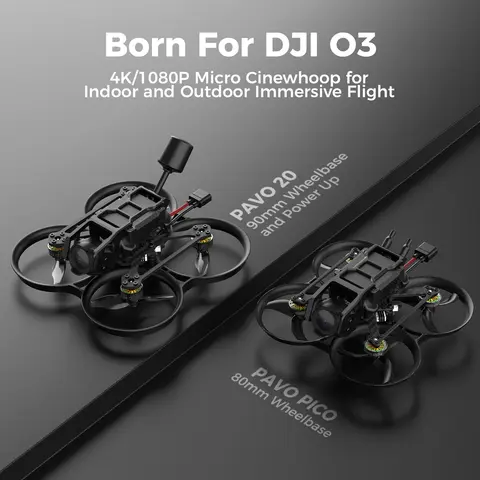 Born For DJI O3
4K/1080P Micro Cinewhoop for
Indoor and Outdoor Immersive Flight
PAVO 20
90mm Wheelbase
and Power Up
PAVO PICO
80mm Wheelbase